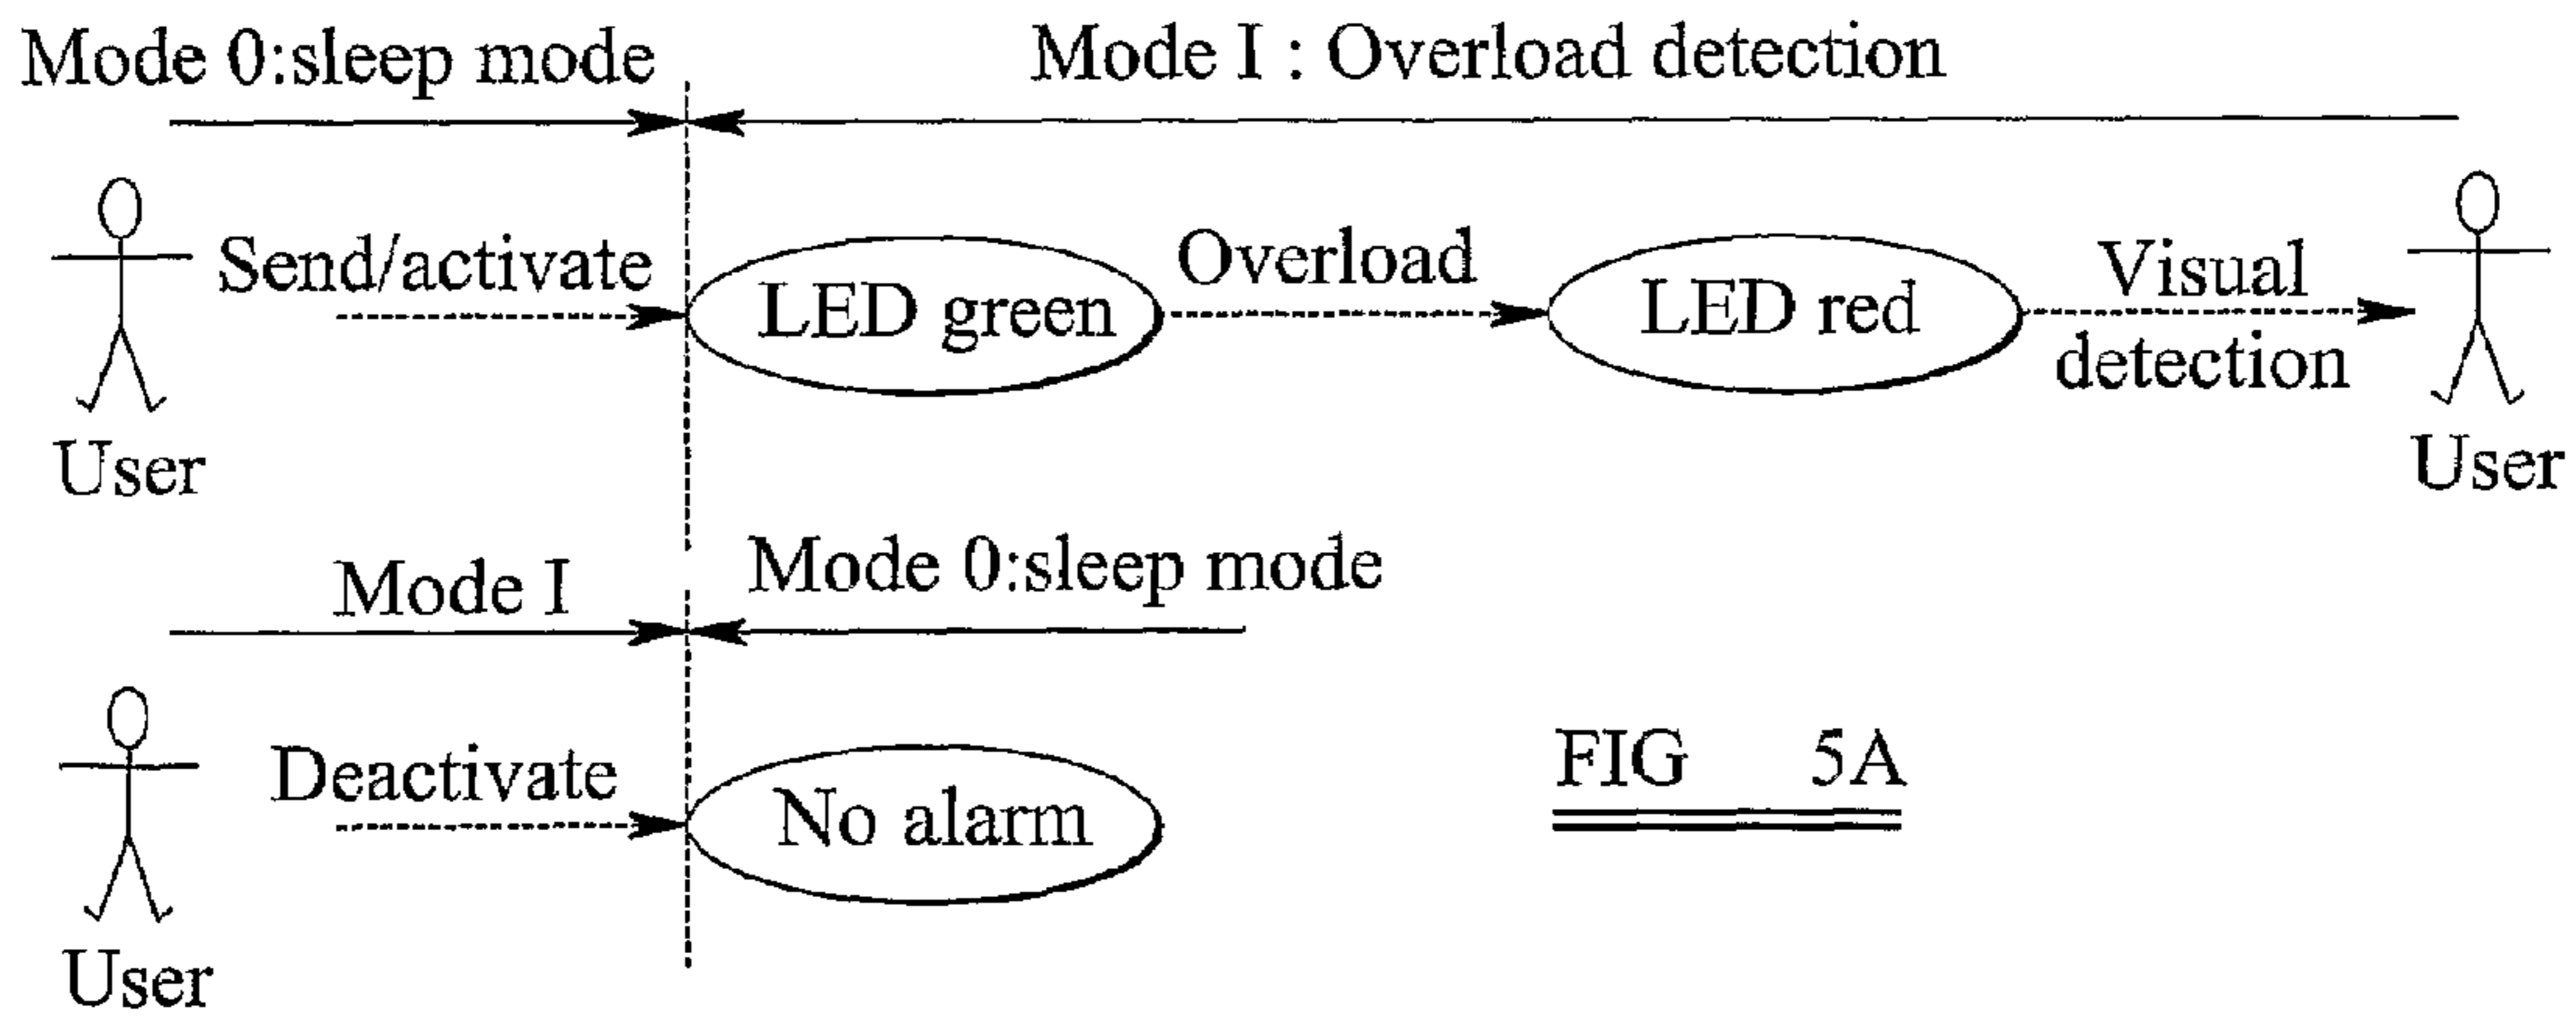 Mode 0:sleep mode
Mode I : Overload detection
Send/activate
LED green
Overload
LED red
Visual
detection
User
User
Mode I
Mode 0:sleep mode
Deactivate
No alarm
User
FIG 5A